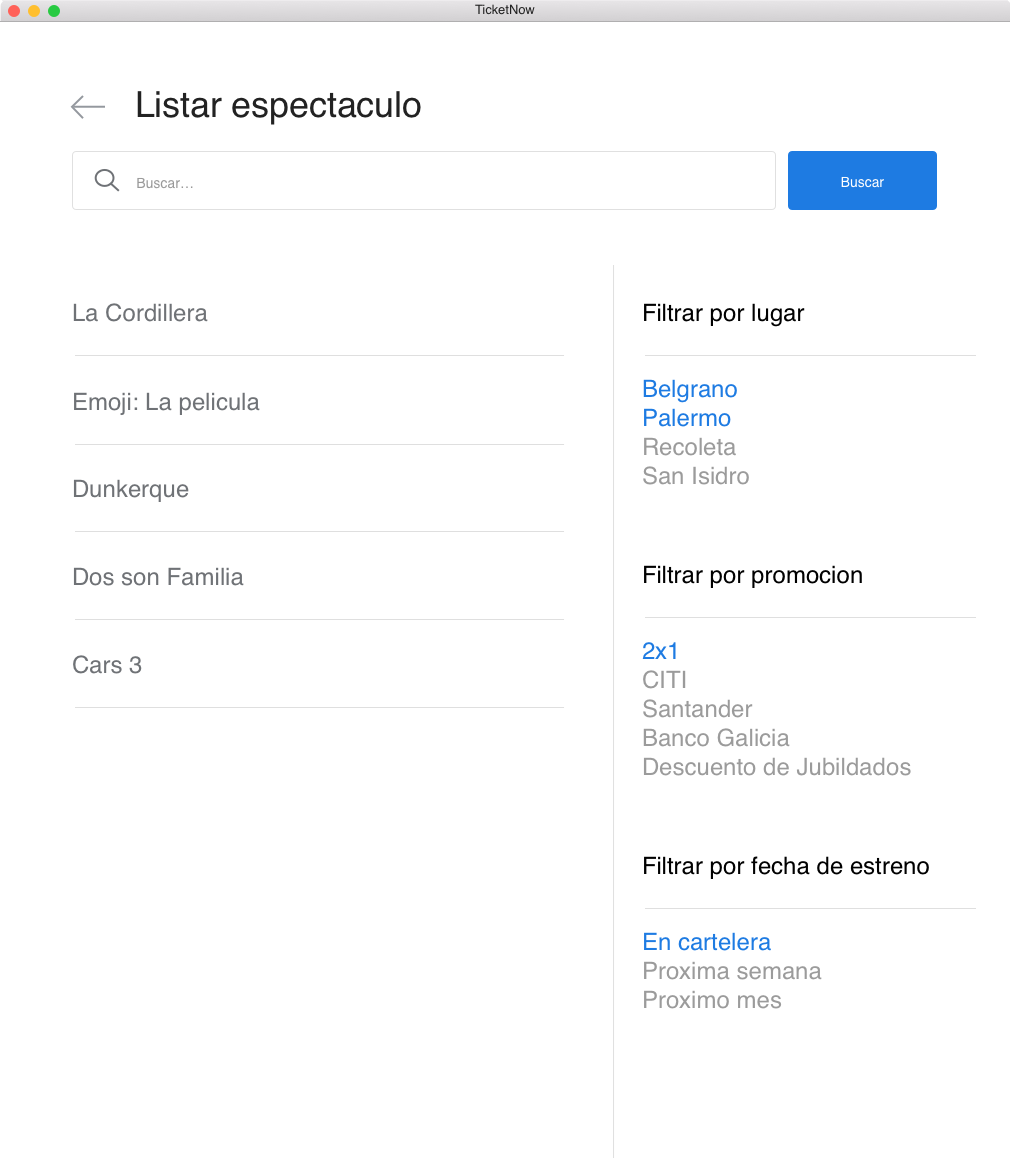 TicketNow
Listar espectaculo
Buscar...
Buscar
La Cordillera
Emoji: La pelicula
Dunkerque
Dos son Familia
Cars 3
Filtrar por lugar
Belgrano
Palermo
Recoleta
San Isidro
Filtrar por promocion
2x1
CITI
Santander
Banco Galicia
Descuento de Jubildados
Filtrar por fecha de estreno
En cartelera
Proxima semana
Proximo mes